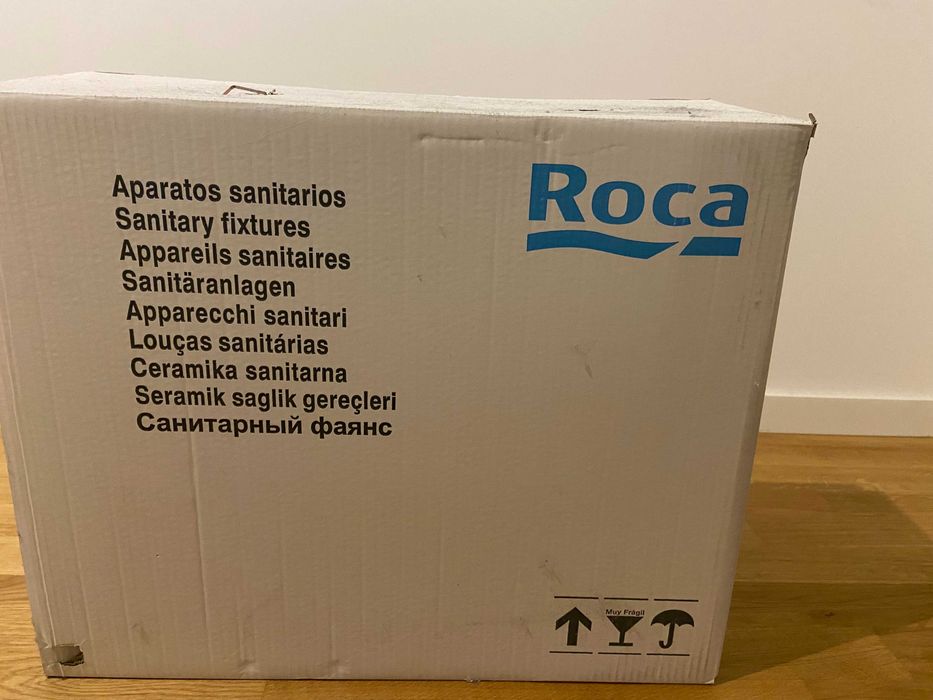 Roca
Aparatos sanitarios
Sanitary fixtures
Appareils sanitaires
Sanitäranlagen
Apparecchi sanitari
Louças sanitárias
Ceramika sanitarna
Seramik saglik gereçleri
Санитарный фаянс
Muy Frágil